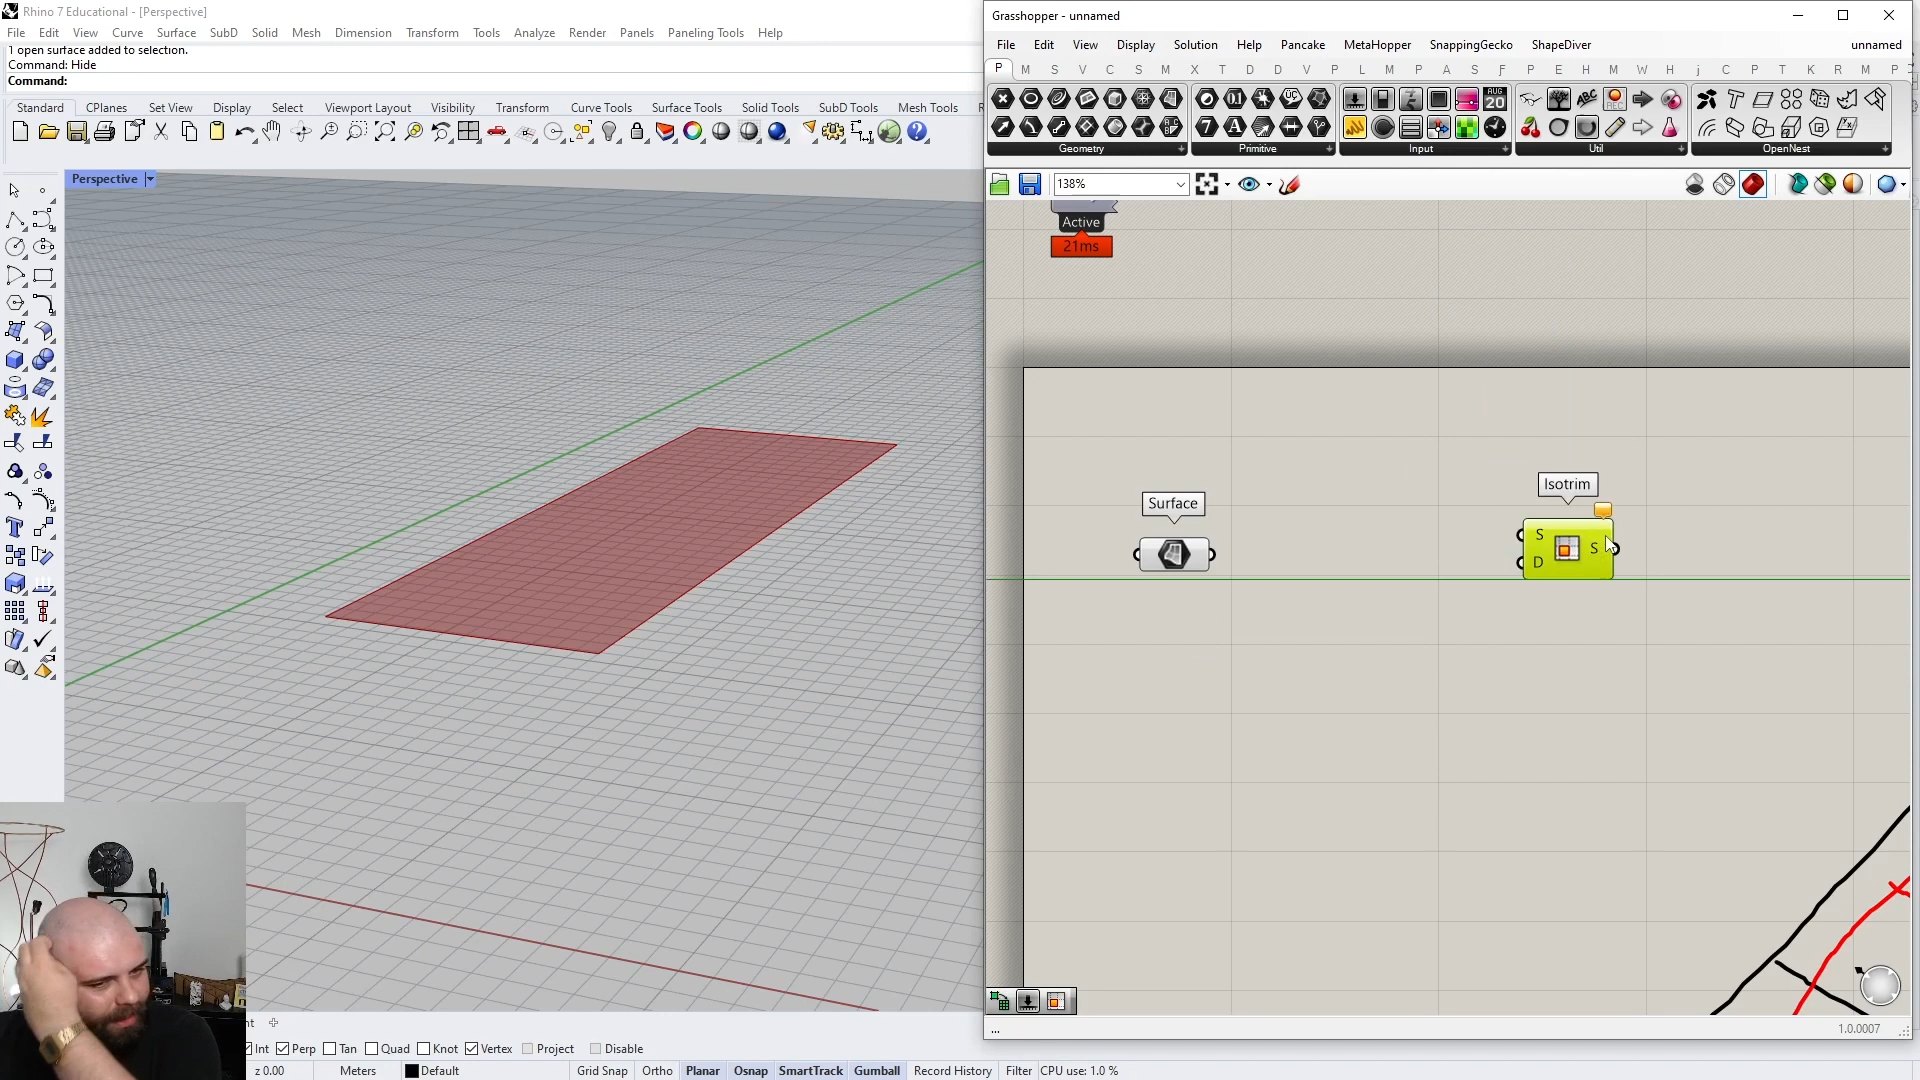 Rhino 7 Educational - [Perspective]
File Edit View Curve Surface SubD Solid Mesh Dimension Transform Tools Analyze Render Panels Paneling Tools Help
1 open surface added to selection.
Command: Hide
Command:
Standard CPlanes Set View Display Select Viewport Layout Visibility Transform Curve Tools Surface Tools Solid Tools SubD Tools Mesh Tools R
Perspective
Int Perp Tan Quad Knot Vertex Project Disable
z 0.00 Meters Default Grid Snap Ortho Planar Osnap SmartTrack Gumball Record History Filter CPU use: 1.0 %
Grasshopper - unnamed
File Edit View Display Solution Help Pancake MetaHopper SnappingGecko ShapeDiver unnamed
P M S V C S M X T D D V P L M P A S F P E H M W H j C P T K R M P
Geometry Primitive Input Util OpenNest
138%
Active
21ms
Surface
Isotrim
S
D
S
...
1.0.0007